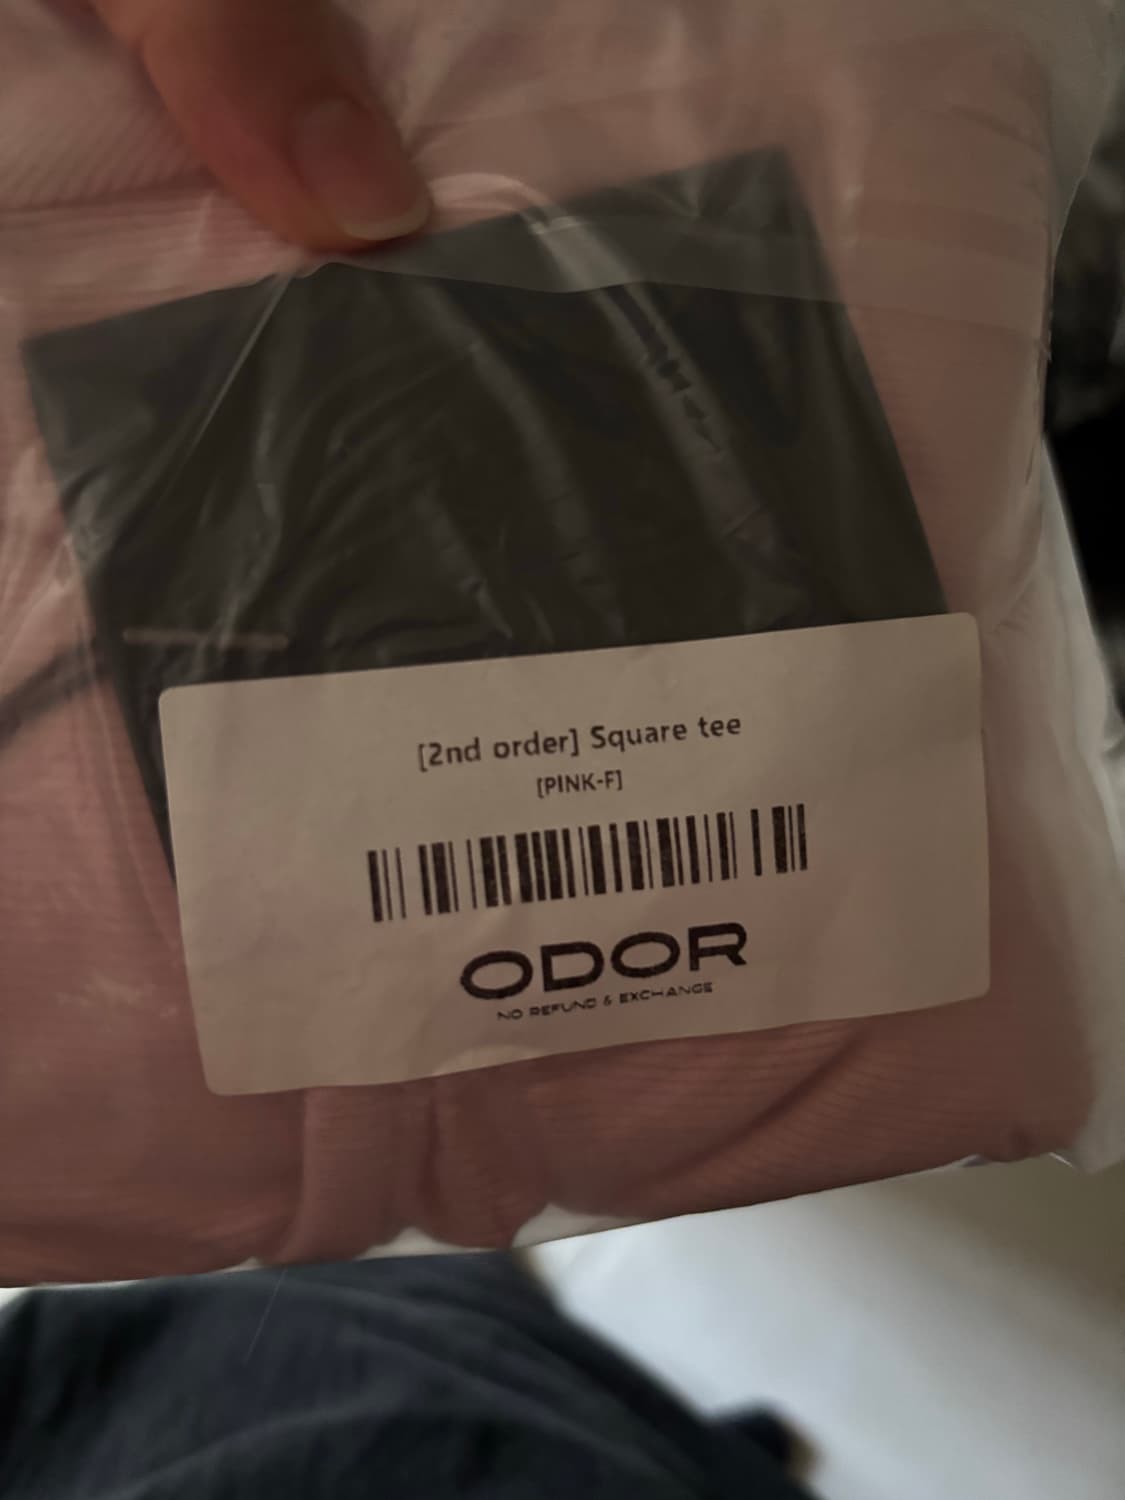 [2nd order] Square tee
[PINK-F]
ODOR
NO REFUND & EXCHANGE